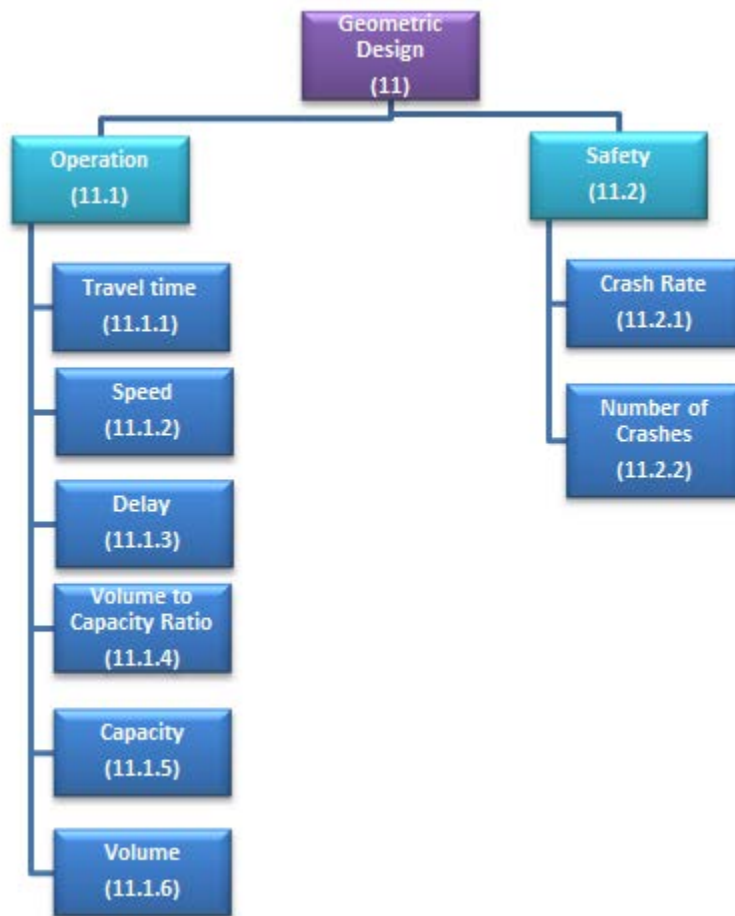 Geometric
Design
(11)
Operation
(11.1)
Safety
(11.2)
Travel time
(11.1.1)
Speed
(11.1.2)
Delay
(11.1.3)
Volume to
Capacity Ratio
(11.1.4)
Capacity
(11.1.5)
Volume
(11.1.6)
Crash Rate
(11.2.1)
Number of
Crashes
(11.2.2)